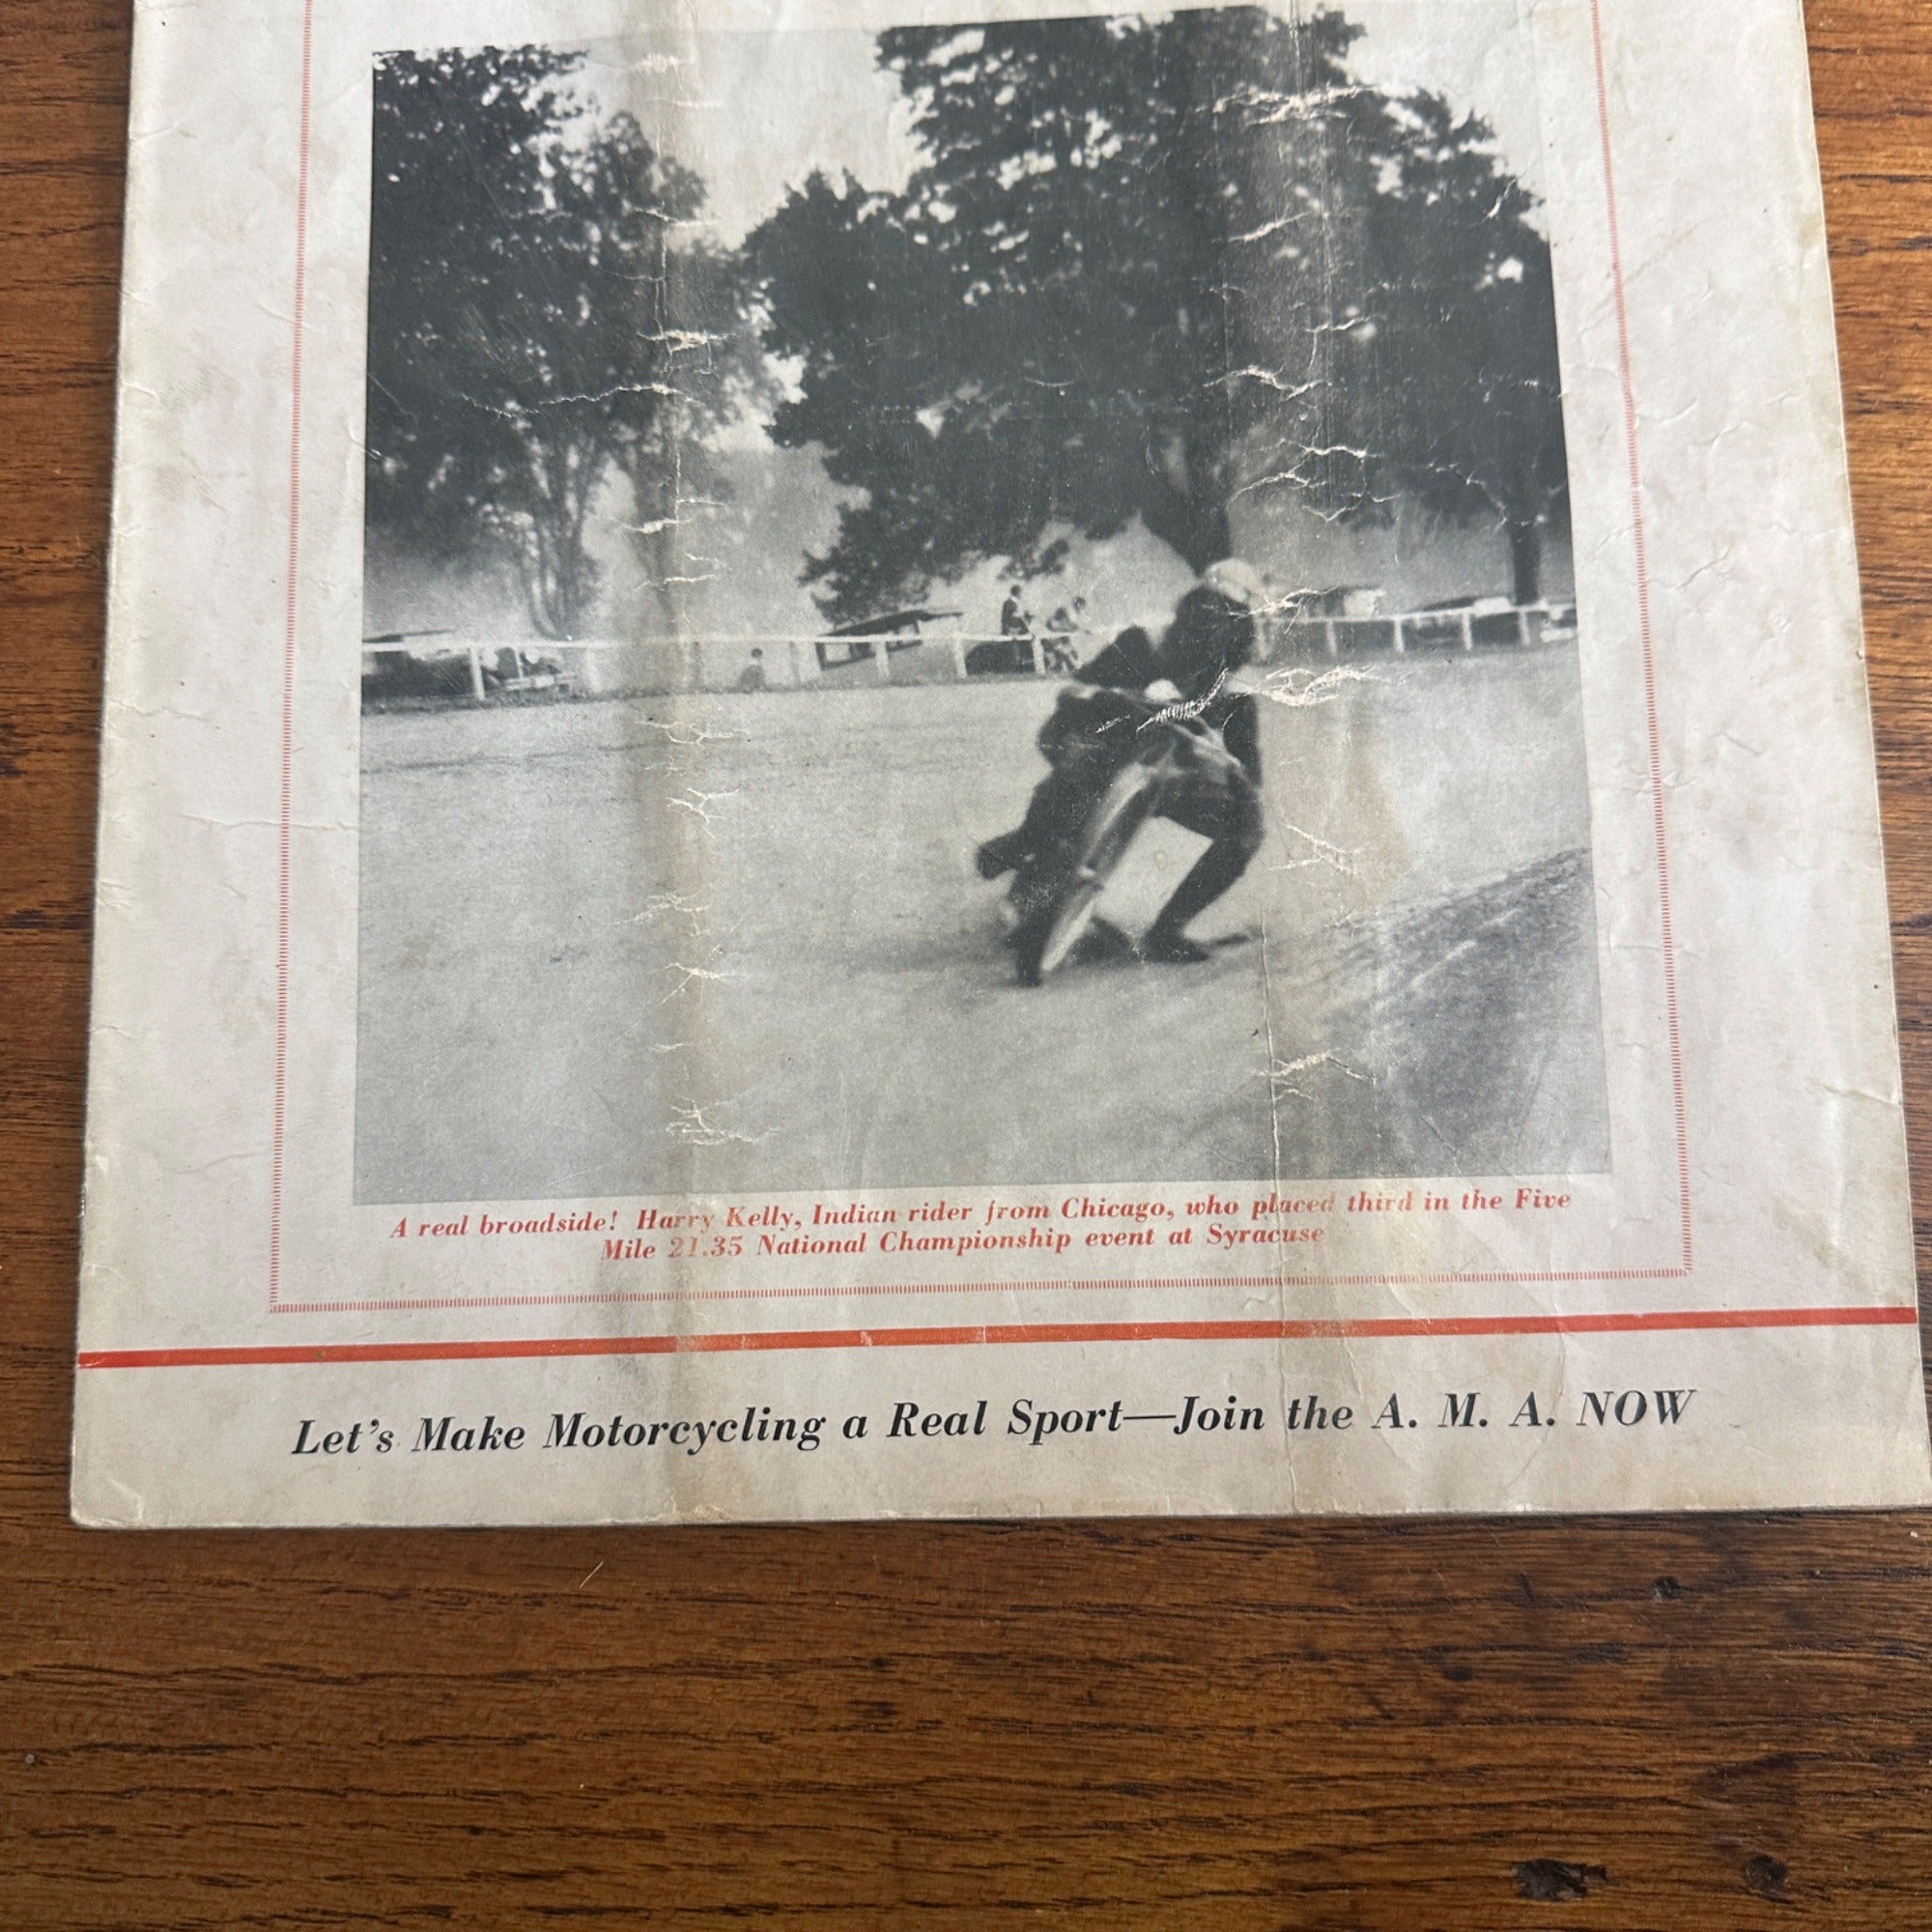 A real broadside! Harry Kelly, Indian rider from Chicago, who placed third in the Five
Mile 21.35 National Championship event at Syracuse
Let's Make Motorcycling a Real Sport—Join the A. M. A. NOW